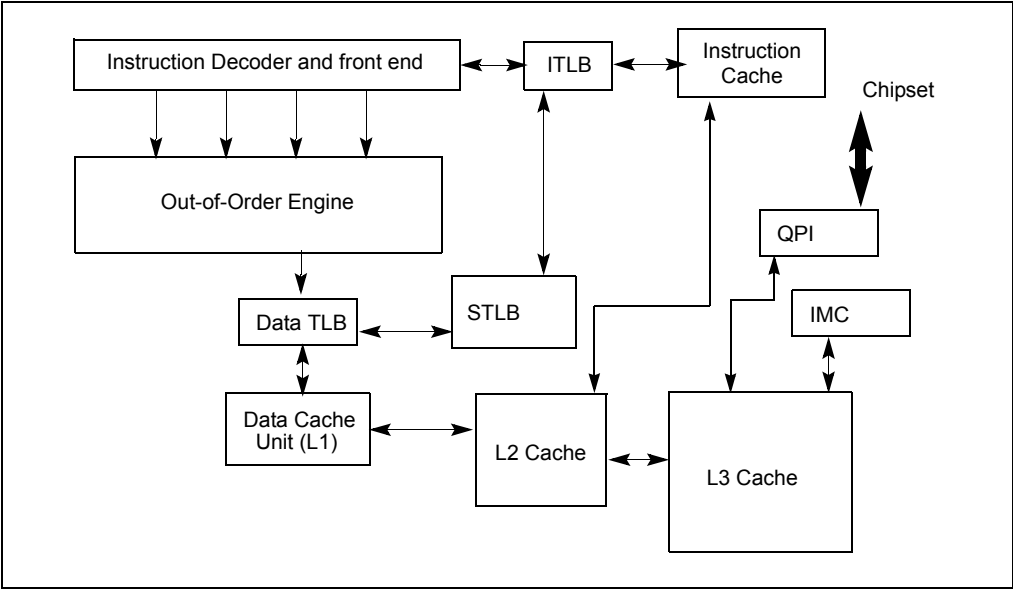 Instruction Decoder and front end
ITLB
Instruction
Cache
Chipset
Out-of-Order Engine
QPI
Data TLB
STLB
IMC
Data Cache
Unit (L1)
L2 Cache
L3 Cache